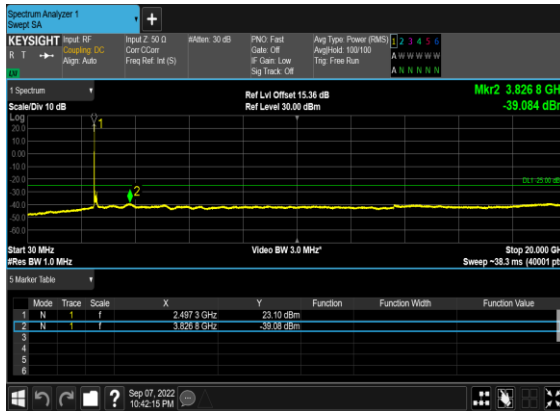 Spectrum Analyzer 1
Swept SA
+
KEYSIGHT Input: RF Input Z: 50 Ω #Atten: 30 dB PNO: Fast Avg Type: Power (RMS) 1 2 3 4 5 6
R T Coupling: DC Corr CCorr Gate: Off Avg|Hold: 100/100
Align: Auto Freq Ref: Int (S) IF Gain: Low Trig: Free Run A W W W W W
Sig Track: Off
A N N N N N
1 Spectrum
Ref Lvl Offset 15.36 dB Mkr2 3.826 8 GH
Scale/Div 10 dB Ref Level 30.00 dBm -39.084 dBr
Log
20.0 1
10.0
0.00
-10.0
-20.0
DL1 -25.00 dB
-30.0 2
-40.0
-50.0
-60.0
Start 30 MHz Video BW 3.0 MHz* Stop 20.000 GH
#Res BW 1.0 MHz Sweep ~38.3 ms (40001 pt
5 Marker Table
Mode Trace Scale X Y Function Function Width Function Value
1 N 1 f 2.497 3 GHz 23.10 dBm
2 N 1 f 3.826 8 GHz -39.08 dBm
3
4
5
6
? Sep 07, 2022
10:42:15 PM